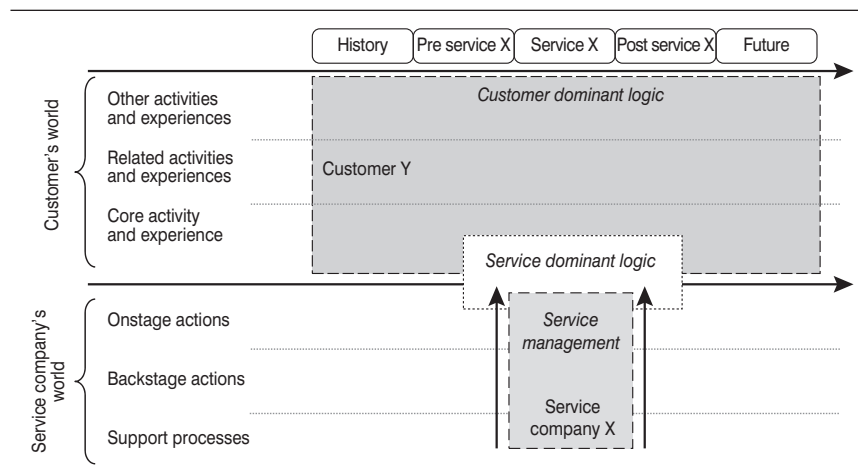 History
Pre service X
Service X
Post service X
Future
Customer's world
Other activities
and experiences
Related activities
and experiences
Core activity
and experience
Customer dominant logic
Customer Y
Service dominant logic
Service company's
world
Onstage actions
Backstage actions
Support processes
Service
management
Service
company X